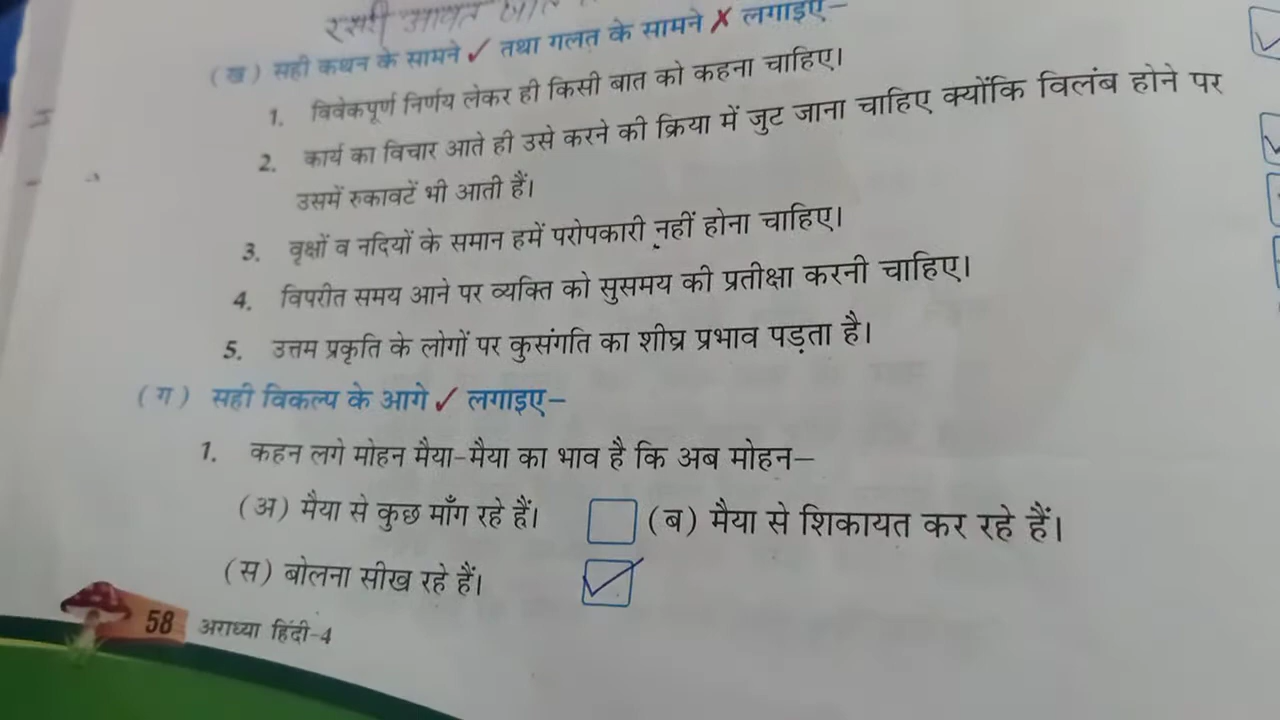 रसरी आवत जात
(ख) सही कथन के सामने ✓ तथा गलत के सामने ✗ लगाइए–
1. विवेकपूर्ण निर्णय लेकर ही किसी बात को कहना चाहिए।
2. कार्य का विचार आते ही उसे करने की क्रिया में जुट जाना चाहिए क्योंकि विलंब होने पर
उसमें रुकावटें भी आती हैं।
3. वृक्षों व नदियों के समान हमें परोपकारी नहीं होना चाहिए।
4. विपरीत समय आने पर व्यक्ति को सुसमय की प्रतीक्षा करनी चाहिए।
5. उत्तम प्रकृति के लोगों पर कुसंगति का शीघ्र प्रभाव पड़ता है।
(ग) सही विकल्प के आगे ✓ लगाइए–
1. कहन लगे मोहन मैया-मैया का भाव है कि अब मोहन–
(अ) मैया से कुछ माँग रहे हैं। (ब) मैया से शिकायत कर रहे हैं।
(स) बोलना सीख रहे हैं। ✓
58 अराध्या हिंदी-4